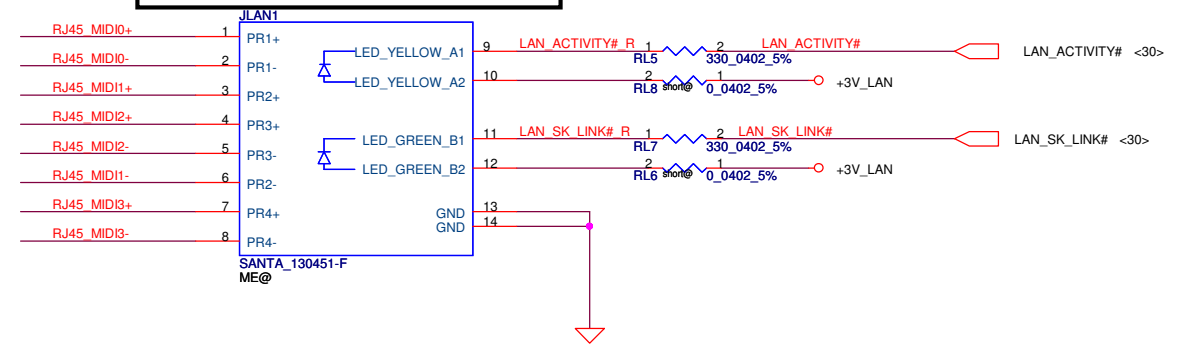 JLAN1
RJ45_MIDI0+ 1 PR1+
RJ45_MIDI0- 2 PR1-
RJ45_MIDI1+ 3 PR2+
RJ45_MIDI2+ 4 PR3+
RJ45_MIDI2- 5 PR3-
RJ45_MIDI1- 6 PR2-
RJ45_MIDI3+ 7 PR4+
RJ45_MIDI3- 8 PR4-
LED_YELLOW_A1 9 LAN_ACTIVITY#_R 1 2 LAN_ACTIVITY# LAN_ACTIVITY# <30>
RL5 330_0402_5%
LED_YELLOW_A2 10 2 1 +3V_LAN
RL8 short@ 0_0402_5%
LED_GREEN_B1 11 LAN_SK_LINK#_R 1 2 LAN_SK_LINK# LAN_SK_LINK# <30>
RL7 330_0402_5%
LED_GREEN_B2 12 2 1 +3V_LAN
RL6 short@ 0_0402_5%
GND 13
GND 14
SANTA_130451-F
ME@